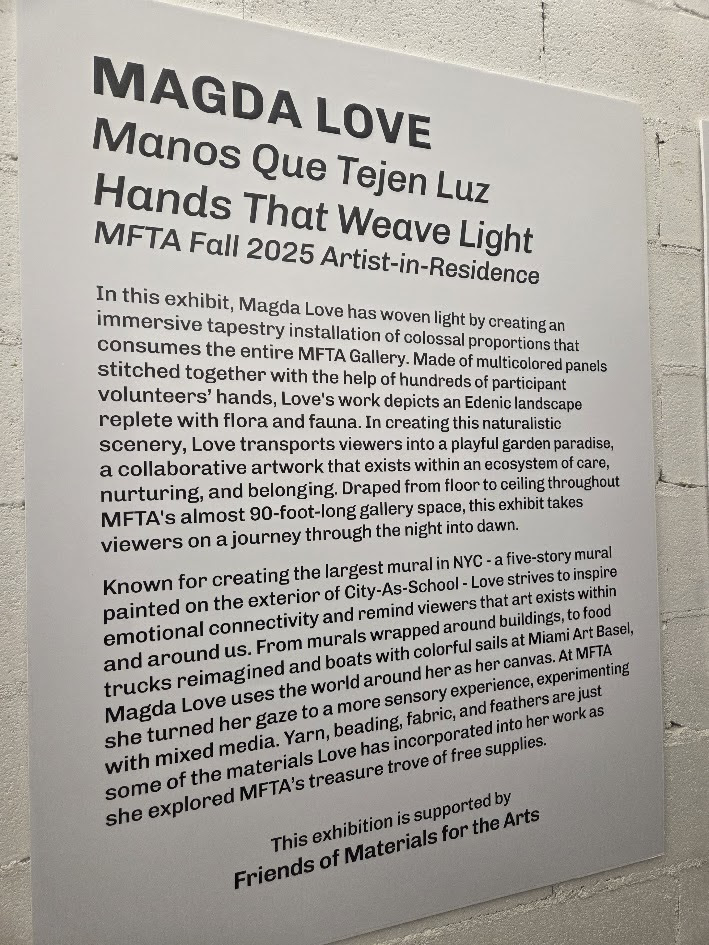 MAGDA LOVE
Manos Que Tejen Luz
Hands That Weave Light
MFTA Fall 2025 Artist-in-Residence
In this exhibit, Magda Love has woven light by creating an
immersive tapestry installation of colossal proportions that
consumes the entire MFTA Gallery. Made of multicolored panels
stitched together with the help of hundreds of participant
volunteers' hands, Love's work depicts an Edenic landscape
replete with flora and fauna. In creating this naturalistic
scenery, Love transports viewers into a playful garden paradise,
a collaborative artwork that exists within an ecosystem of care,
nurturing, and belonging. Draped from floor to ceiling throughout
MFTA's almost 90-foot-long gallery space, this exhibit takes
viewers on a journey through the night into dawn.
Known for creating the largest mural in NYC - a five-story mural
painted on the exterior of City-As-School - Love strives to inspire
emotional connectivity and remind viewers that art exists within
and around us. From murals wrapped around buildings, to food
trucks reimagined and boats with colorful sails at Miami Art Basel,
Magda Love uses the world around her as her canvas. At MFTA
she turned her gaze to a more sensory experience, experimenting
with mixed media. Yarn, beading, fabric, and feathers are just
some of the materials Love has incorporated into her work as
she explored MFTA's treasure trove of free supplies.
This exhibition is supported by
Friends of Materials for the Arts